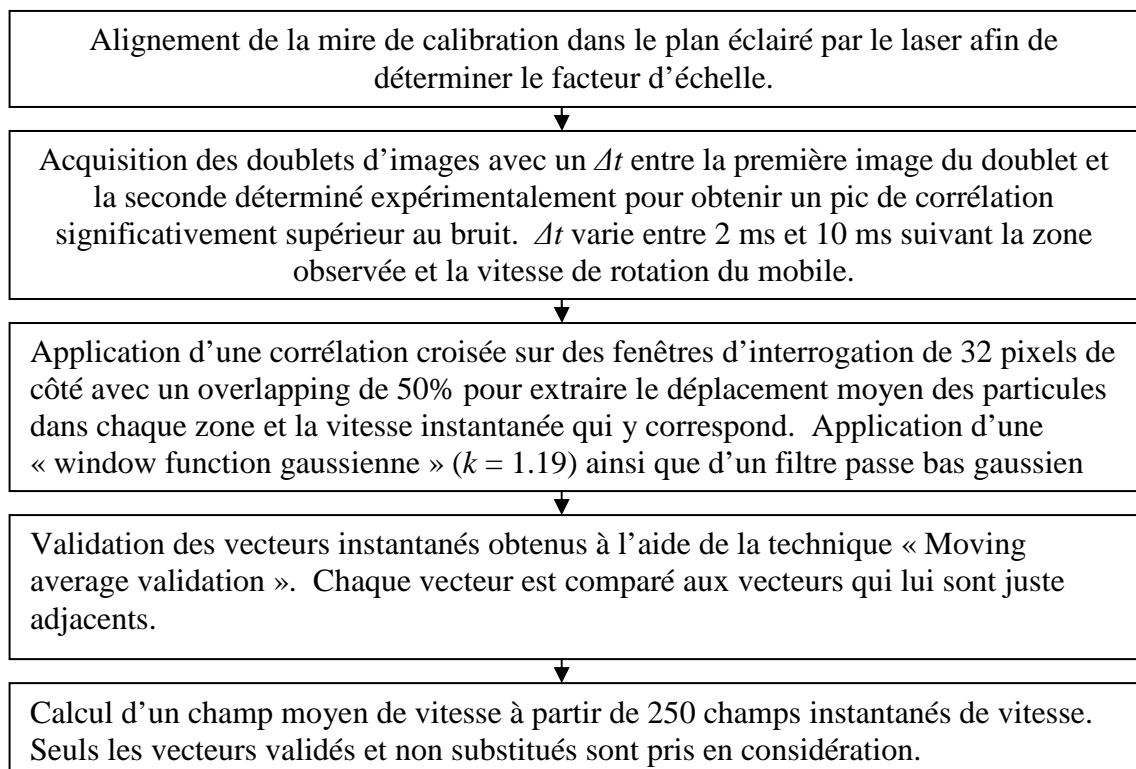 Alignement de la mire de calibration dans le plan éclairé par le laser afin de
déterminer le facteur d'échelle.
Acquisition des doublets d'images avec un Δt entre la première image du doublet et
la seconde déterminé expérimentalement pour obtenir un pic de corrélation
significativement supérieur au bruit. Δt varie entre 2 ms et 10 ms suivant la zone
observée et la vitesse de rotation du mobile.
Application d'une corrélation croisée sur des fenêtres d'interrogation de 32 pixels de
côté avec un overlapping de 50% pour extraire le déplacement moyen des particules
dans chaque zone et la vitesse instantanée qui y correspond. Application d'une
« window function gaussienne » (k = 1.19) ainsi que d'un filtre passe bas gaussien
Validation des vecteurs instantanés obtenus à l'aide de la technique « Moving
average validation ». Chaque vecteur est comparé aux vecteurs qui lui sont juste
adjacents.
Calcul d'un champ moyen de vitesse à partir de 250 champs instantanés de vitesse.
Seuls les vecteurs validés et non substitués sont pris en considération.